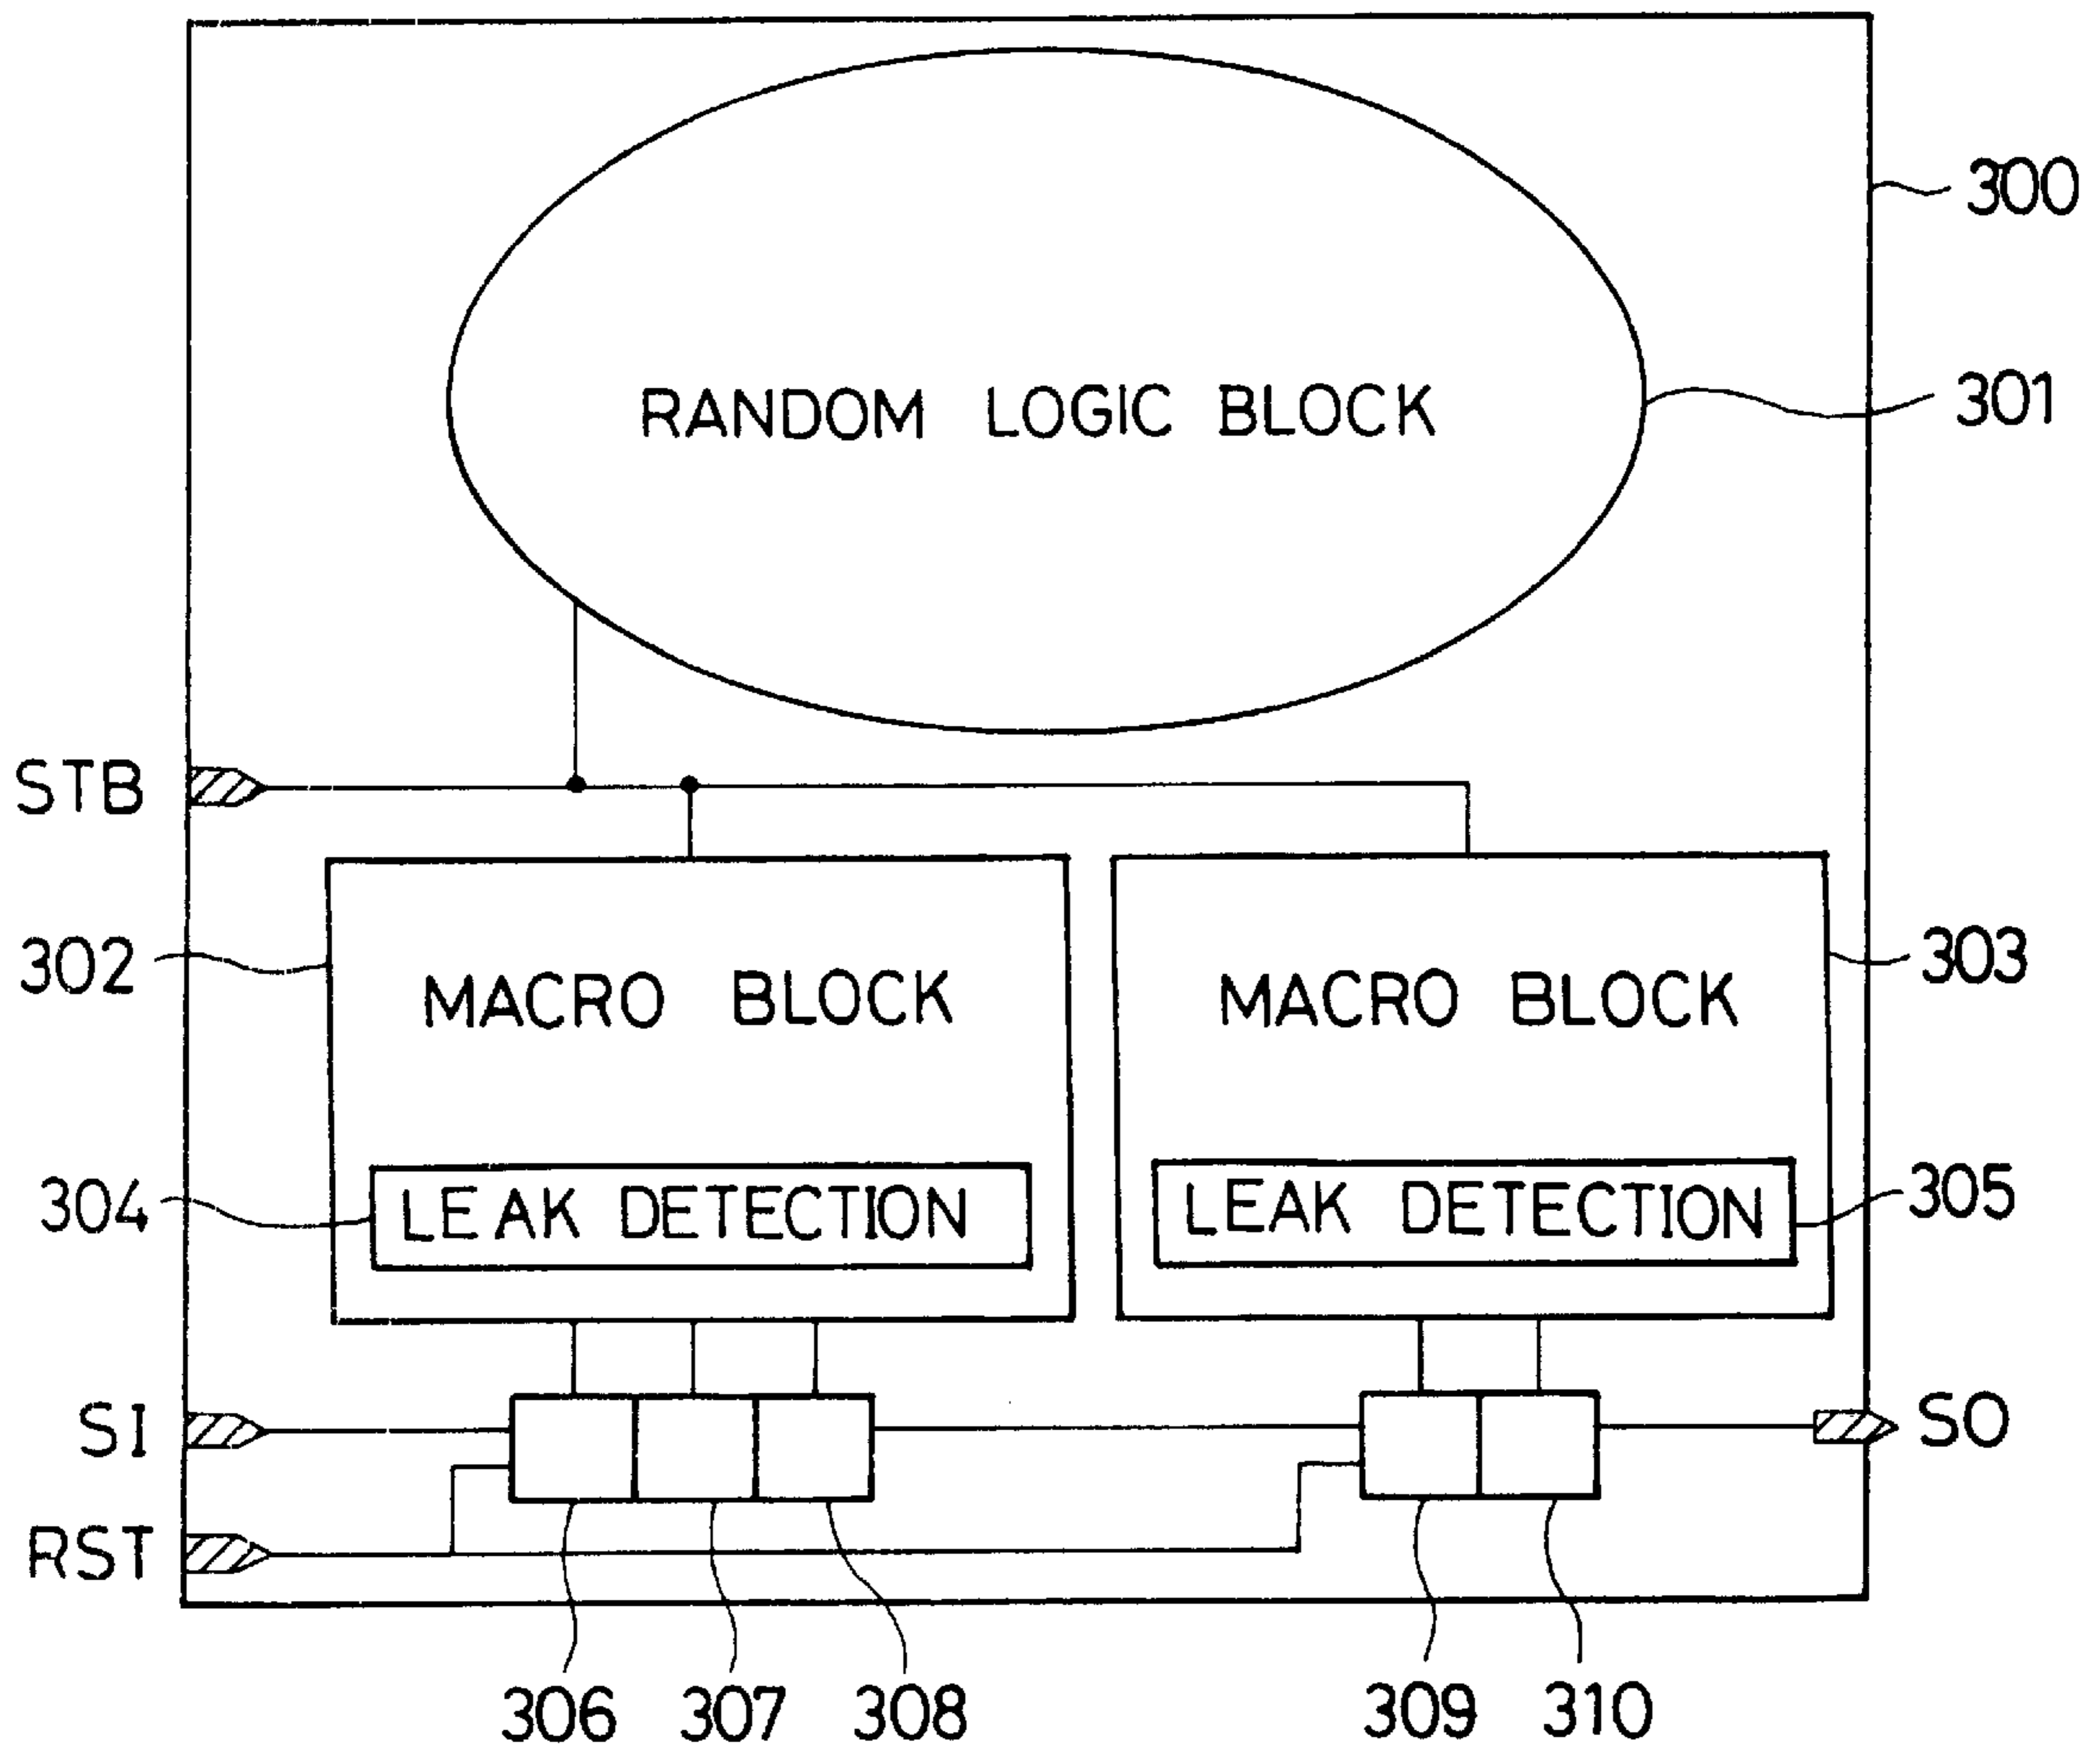 300
RANDOM LOGIC BLOCK
301
STB
302
MACRO BLOCK
MACRO BLOCK
303
304
LEAK DETECTION
LEAK DETECTION
305
SI
SO
RST
306 307 308 309 310